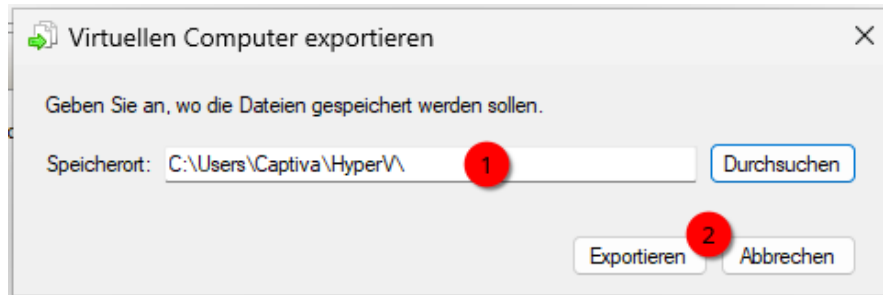 Virtuellen Computer exportieren
Geben Sie an, wo die Dateien gespeichert werden sollen.
Speicherort: C:\Users\Captiva\HyperV\ 1 Durchsuchen
2
Exportieren Abbrechen